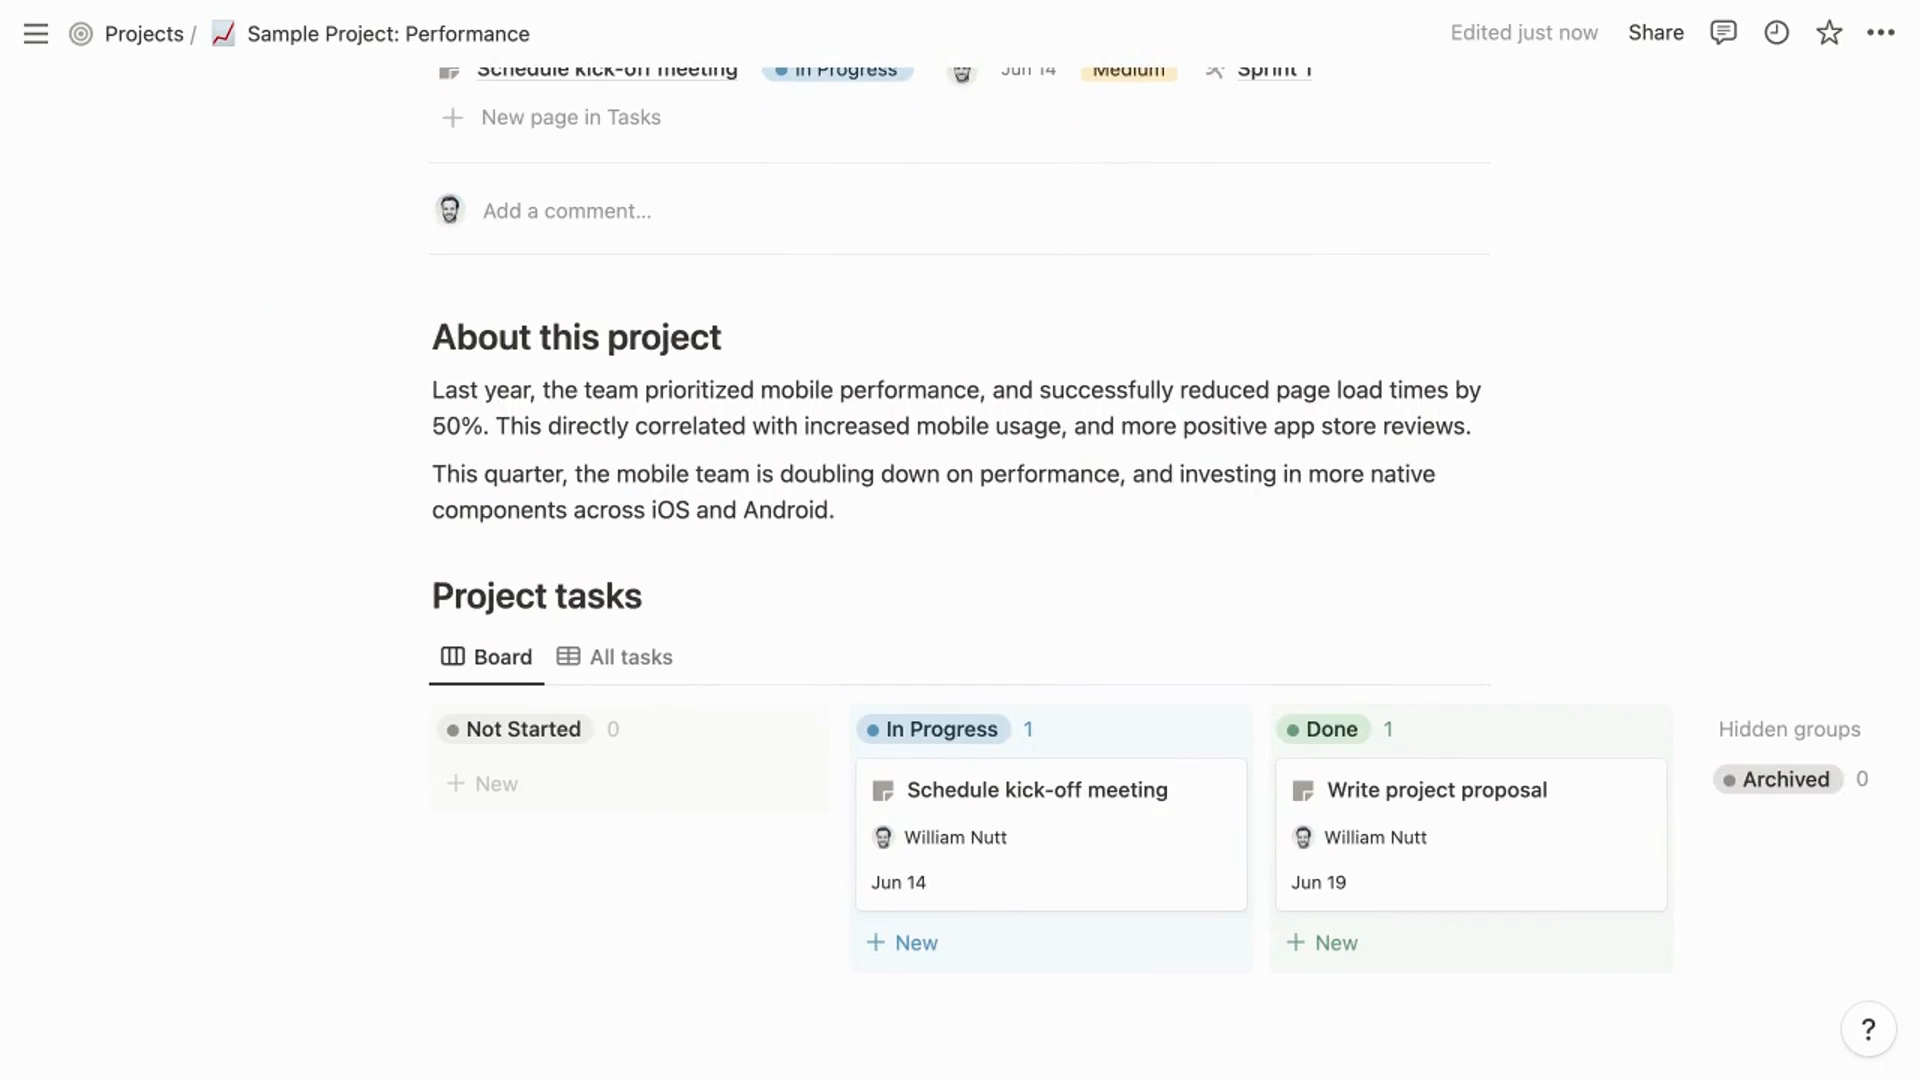 Projects / Sample Project: Performance
Edited just now Share
Schedule kick-off meeting In Progress Jun 14 Medium Sprint 1
New page in Tasks
Add a comment...
About this project
Last year, the team prioritized mobile performance, and successfully reduced page load times by
50%. This directly correlated with increased mobile usage, and more positive app store reviews.
This quarter, the mobile team is doubling down on performance, and investing in more native
components across iOS and Android.
Project tasks
Board All tasks
Not Started 0
+ New
In Progress 1
Schedule kick-off meeting
William Nutt
Jun 14
+ New
Done 1
Write project proposal
William Nutt
Jun 19
+ New
Hidden groups
Archived 0
?